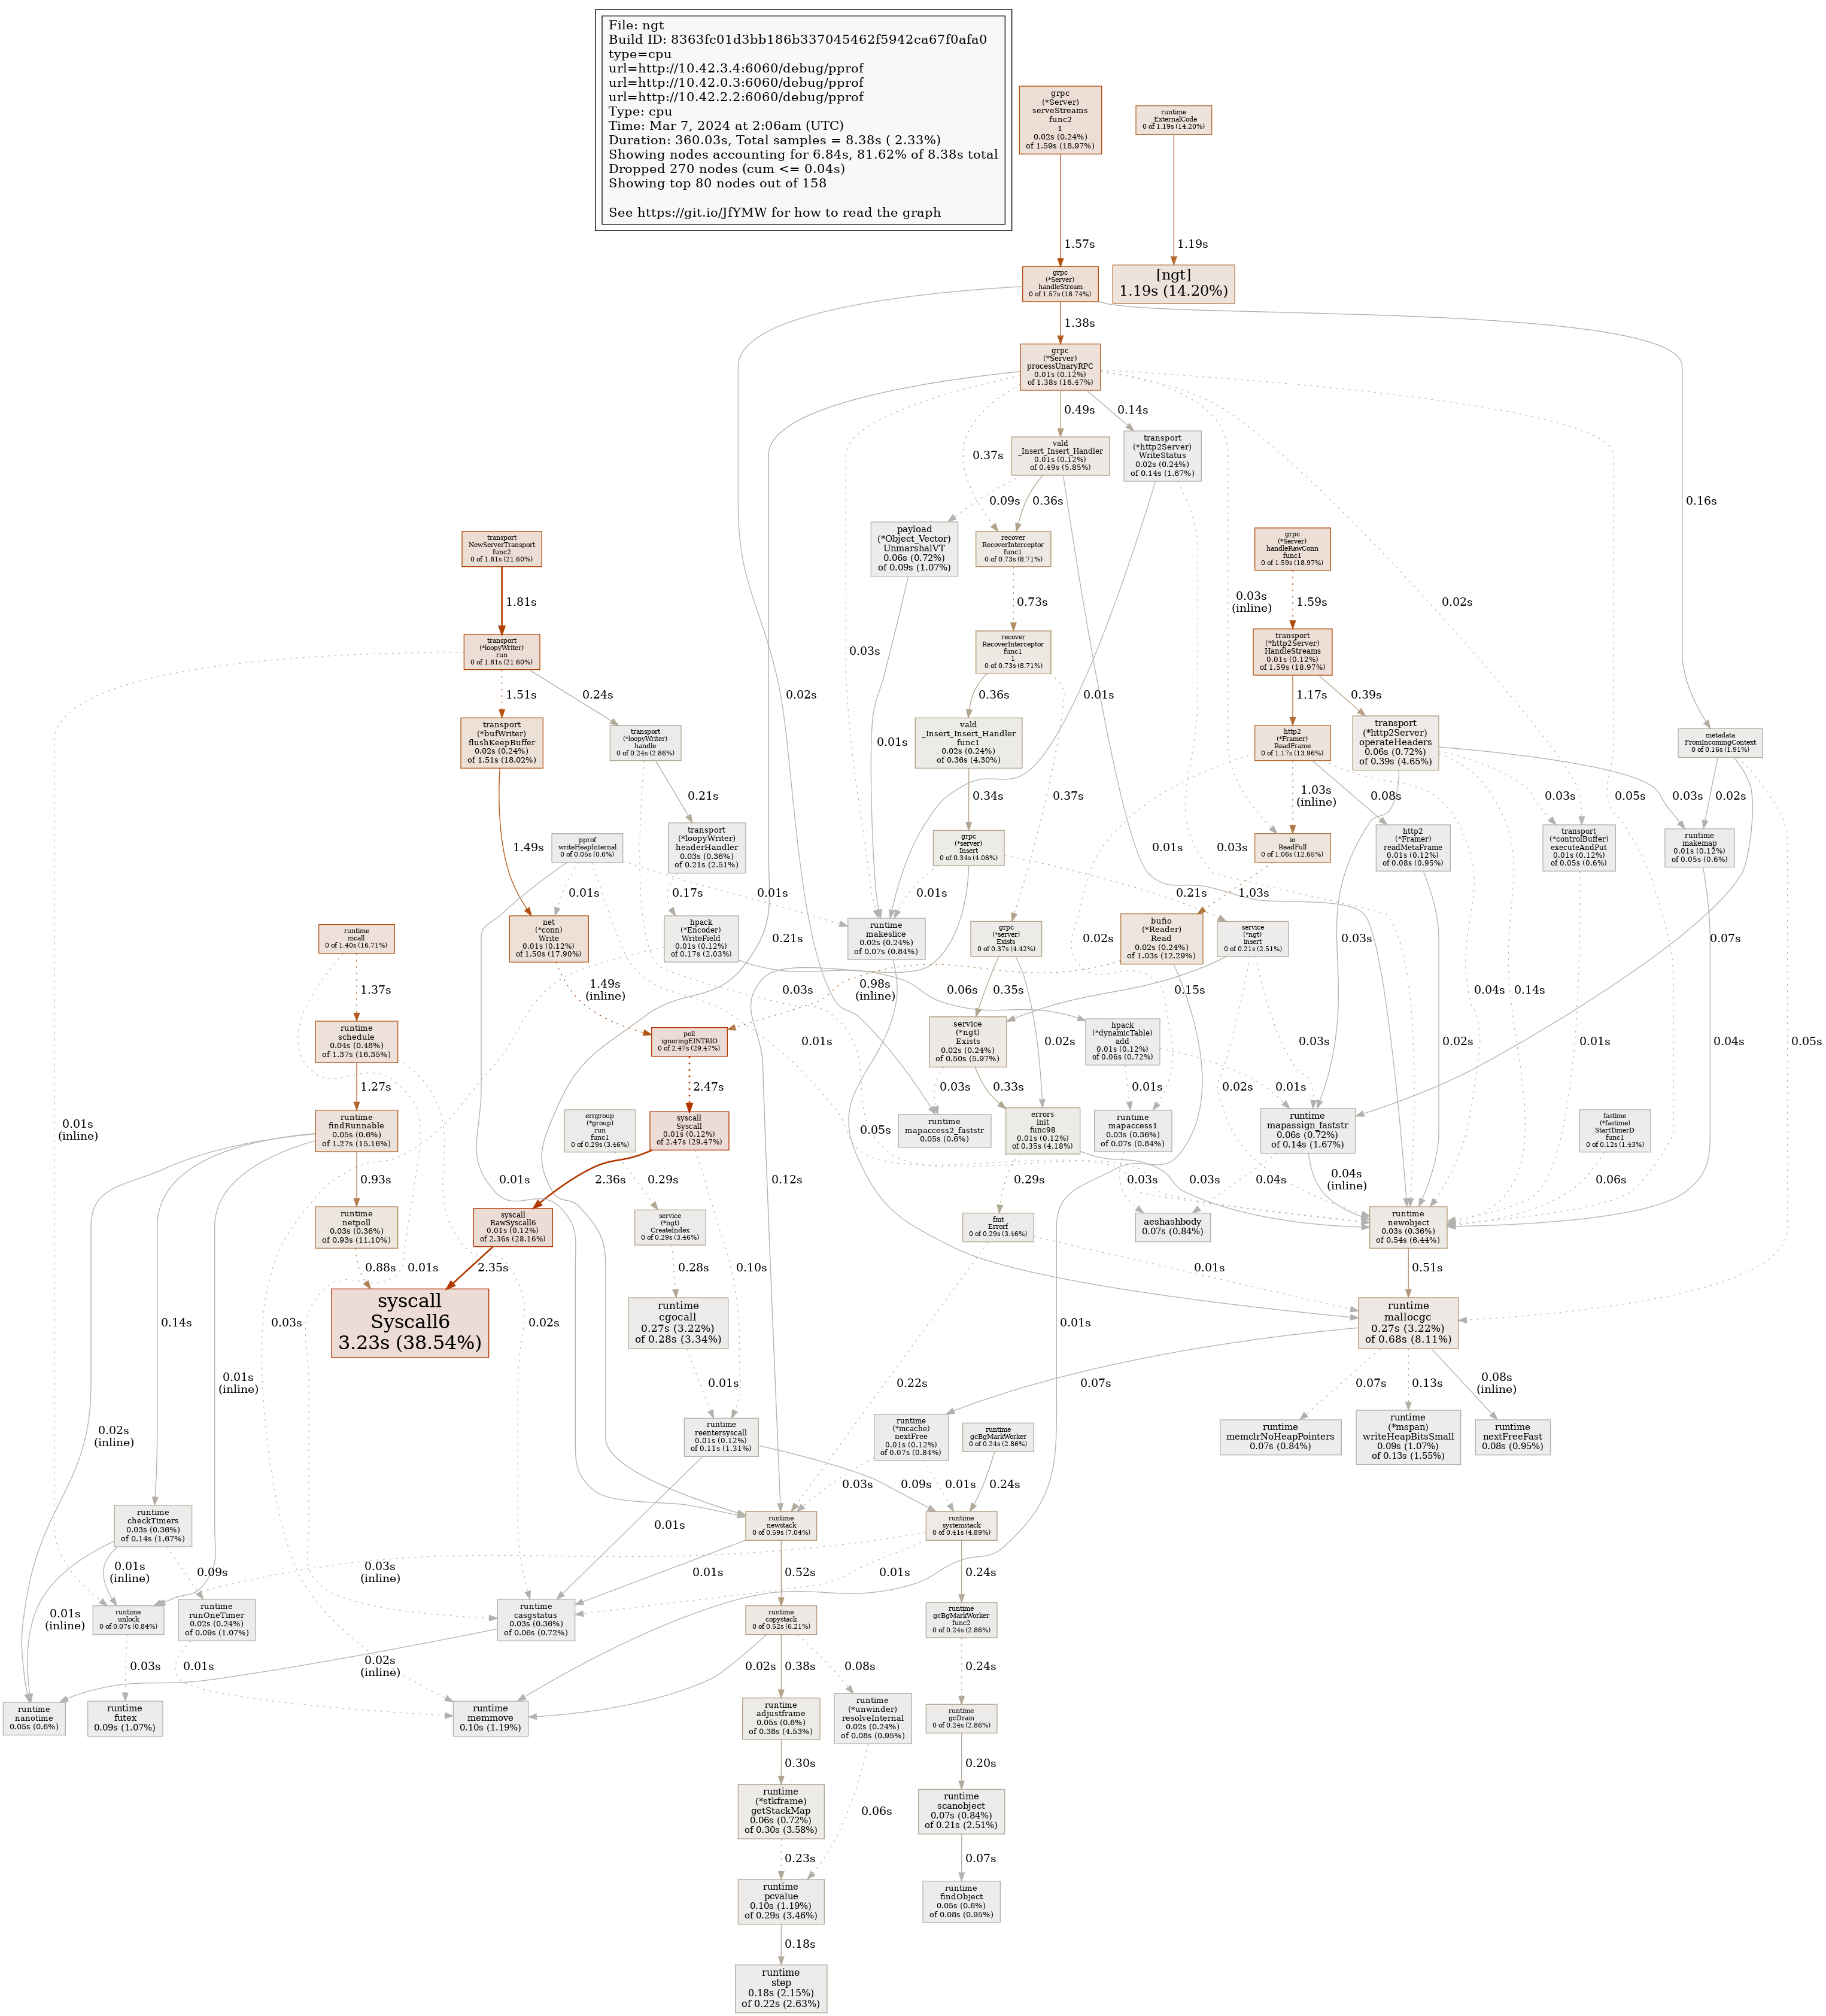 File: ngt
Build ID: 8363fc01d3bb186b337045462f5942ca67f0afa0
type=cpu
url=http://10.42.3.4:6060/debug/pprof
url=http://10.42.0.3:6060/debug/pprof
url=http://10.42.2.2:6060/debug/pprof
Type: cpu
Time: Mar 7, 2024 at 2:06am (UTC)
Duration: 360.03s, Total samples = 8.38s ( 2.33%)
Showing nodes accounting for 6.84s, 81.62% of 8.38s total
Dropped 270 nodes (cum <= 0.04s)
Showing top 80 nodes out of 158
See https://git.io/JfYMW for how to read the graph
grpc
(*Server)
serveStreams
func2
1
0.02s (0.24%)
of 1.59s (18.97%)
runtime
_ExternalCode
0 of 1.19s (14.20%)
1.57s
1.19s
grpc
(*Server)
handleStream
0 of 1.57s (18.74%)
[ngt]
1.19s (14.20%)
1.38s
grpc
(*Server)
processUnaryRPC
0.01s (0.12%)
of 1.38s (16.47%)
0.49s
0.14s
0.37s
vald
_Insert_Insert_Handler
0.01s (0.12%)
of 0.49s (5.85%)
transport
(*http2Server)
WriteStatus
0.02s (0.24%)
of 0.14s (1.67%)
0.16s
0.09s
0.36s
payload
(*Object_Vector)
UnmarshalVT
0.06s (0.72%)
of 0.09s (1.07%)
recover
RecoverInterceptor
func1
0 of 0.73s (8.71%)
transport
NewServerTransport
func2
0 of 1.81s (21.60%)
grpc
(*Server)
handleRawConn
func1
0 of 1.59s (18.97%)
1.81s
0.73s
0.03s
(inline)
1.59s
0.02s
transport
(*loopyWriter)
run
0 of 1.81s (21.60%)
0.03s
recover
RecoverInterceptor
func1
1
0 of 0.73s (8.71%)
transport
(*http2Server)
HandleStreams
0.01s (0.12%)
of 1.59s (18.97%)
1.51s
0.24s
0.02s
0.36s
0.01s
1.17s
0.39s
transport
(*bufWriter)
flushKeepBuffer
0.02s (0.24%)
of 1.51s (18.02%)
transport
(*loopyWriter)
handle
0 of 0.24s (2.86%)
0.01s
vald
_Insert_Insert_Handler
func1
0.02s (0.24%)
of 0.36s (4.30%)
http2
(*Framer)
ReadFrame
0 of 1.17s (13.96%)
transport
(*http2Server)
operateHeaders
0.06s (0.72%)
of 0.39s (4.65%)
metadata
FromIncomingContext
0 of 0.16s (1.91%)
0.21s
0.34s
0.37s
1.03s
(inline)
0.08s
0.03s
0.05s
0.03s
0.02s
1.49s
pprof
writeHeapInternal
0 of 0.05s (0.6%)
transport
(*loopyWriter)
headerHandler
0.03s (0.36%)
of 0.21s (2.51%)
grpc
(*server)
Insert
0 of 0.34s (4.06%)
0.01s
0.03s
io
ReadFull
0 of 1.06s (12.65%)
http2
(*Framer)
readMetaFrame
0.01s (0.12%)
of 0.08s (0.95%)
transport
(*controlBuffer)
executeAndPut
0.01s (0.12%)
of 0.05s (0.6%)
runtime
makemap
0.01s (0.12%)
of 0.05s (0.6%)
0.01s
0.17s
0.01s
0.01s
0.21s
1.03s
runtime
mcall
0 of 1.40s (16.71%)
net
(*conn)
Write
0.01s (0.12%)
of 1.50s (17.90%)
hpack
(*Encoder)
WriteField
0.01s (0.12%)
of 0.17s (2.03%)
0.21s
runtime
makeslice
0.02s (0.24%)
of 0.07s (0.84%)
grpc
(*server)
Exists
0 of 0.37s (4.42%)
0.02s
bufio
(*Reader)
Read
0.02s (0.24%)
of 1.03s (12.29%)
service
(*ngt)
insert
0 of 0.21s (2.51%)
0.03s
0.07s
1.37s
1.49s
(inline)
0.03s
0.98s
(inline)
0.06s
0.35s
0.15s
0.04s
0.14s
runtime
schedule
0.04s (0.48%)
of 1.37s (16.35%)
poll
ignoringEINTRIO
0 of 2.47s (29.47%)
0.01s
service
(*ngt)
Exists
0.02s (0.24%)
of 0.50s (5.97%)
0.02s
hpack
(*dynamicTable)
add
0.01s (0.12%)
of 0.06s (0.72%)
0.03s
0.02s
0.01s
0.04s
0.05s
1.27s
2.47s
0.03s
0.33s
0.01s
0.02s
0.01s
0.01s
(inline)
runtime
findRunnable
0.05s (0.6%)
of 1.27s (15.16%)
errgroup
(*group)
run
func1
0 of 0.29s (3.46%)
syscall
Syscall
0.01s (0.12%)
of 2.47s (29.47%)
0.05s
runtime
mapaccess2_faststr
0.05s (0.6%)
errors
init
func98
0.01s (0.12%)
of 0.35s (4.18%)
runtime
mapaccess1
0.03s (0.36%)
of 0.07s (0.84%)
runtime
mapassign_faststr
0.06s (0.72%)
of 0.14s (1.67%)
fastime
(*fastime)
StartTimerD
func1
0 of 0.12s (1.43%)
0.93s
0.01s
0.29s
2.36s
0.12s
0.29s
0.03s
0.03s
0.04s
0.04s
(inline)
0.06s
runtime
netpoll
0.03s (0.36%)
of 0.93s (11.10%)
syscall
RawSyscall6
0.01s (0.12%)
of 2.36s (28.16%)
service
(*ngt)
CreateIndex
0 of 0.29s (3.46%)
fmt
Errorf
0 of 0.29s (3.46%)
aeshashbody
0.07s (0.84%)
runtime
newobject
0.03s (0.36%)
of 0.54s (6.44%)
0.88s
0.01s
2.35s
0.28s
0.10s
0.01s
0.51s
0.14s
0.03s
syscall
Syscall6
3.23s (38.54%)
0.02s
runtime
cgocall
0.27s (3.22%)
of 0.28s (3.34%)
0.01s
runtime
mallocgc
0.27s (3.22%)
of 0.68s (8.11%)
0.01s
(inline)
0.01s
0.22s
0.07s
0.07s
0.13s
0.08s
(inline)
0.02s
(inline)
runtime
reentersyscall
0.01s (0.12%)
of 0.11s (1.31%)
runtime
(*mcache)
nextFree
0.01s (0.12%)
of 0.07s (0.84%)
runtime
gcBgMarkWorker
0 of 0.24s (2.86%)
runtime
memclrNoHeapPointers
0.07s (0.84%)
runtime
(*mspan)
writeHeapBitsSmall
0.09s (1.07%)
of 0.13s (1.55%)
runtime
nextFreeFast
0.08s (0.95%)
0.03s
0.09s
0.01s
0.24s
runtime
checkTimers
0.03s (0.36%)
of 0.14s (1.67%)
0.01s
runtime
newstack
0 of 0.59s (7.04%)
runtime
systemstack
0 of 0.41s (4.89%)
0.01s
(inline)
0.09s
0.03s
(inline)
0.01s
0.52s
0.01s
0.24s
0.01s
(inline)
runtime
unlock
0 of 0.07s (0.84%)
runtime
runOneTimer
0.02s (0.24%)
of 0.09s (1.07%)
runtime
casgstatus
0.03s (0.36%)
of 0.06s (0.72%)
runtime
copystack
0 of 0.52s (6.21%)
runtime
gcBgMarkWorker
func2
0 of 0.24s (2.86%)
0.03s
0.01s
0.02s
(inline)
0.02s
0.38s
0.08s
0.24s
runtime
nanotime
0.05s (0.6%)
runtime
futex
0.09s (1.07%)
runtime
memmove
0.10s (1.19%)
runtime
adjustframe
0.05s (0.6%)
of 0.38s (4.53%)
runtime
(*unwinder)
resolveInternal
0.02s (0.24%)
of 0.08s (0.95%)
runtime
gcDrain
0 of 0.24s (2.86%)
0.30s
0.20s
runtime
(*stkframe)
getStackMap
0.06s (0.72%)
of 0.30s (3.58%)
0.06s
runtime
scanobject
0.07s (0.84%)
of 0.21s (2.51%)
0.23s
0.07s
runtime
pcvalue
0.10s (1.19%)
of 0.29s (3.46%)
runtime
findObject
0.05s (0.6%)
of 0.08s (0.95%)
0.18s
runtime
step
0.18s (2.15%)
of 0.22s (2.63%)